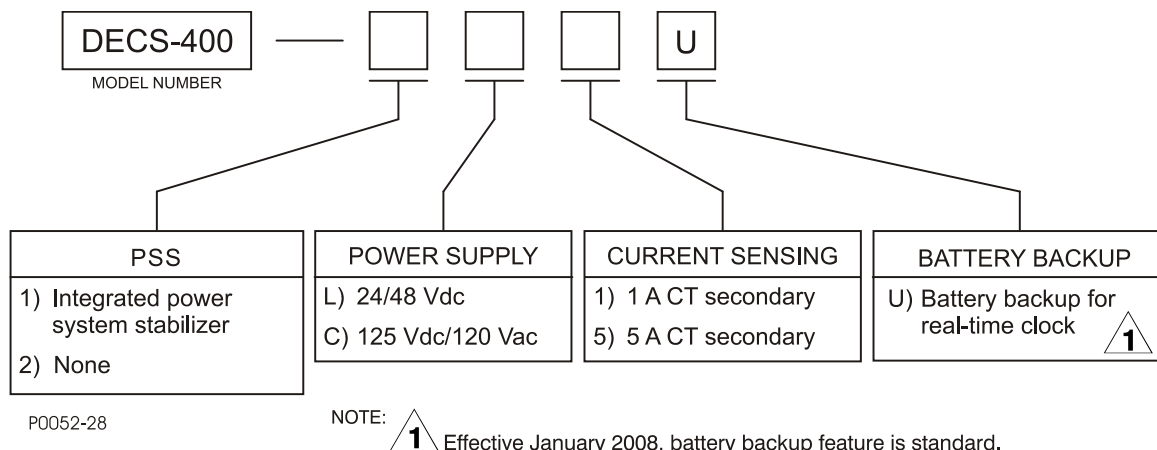 DECS-400
U
MODEL NUMBER
PSS
1) Integrated power
system stabilizer
2) None
POWER SUPPLY
L) 24/48 Vdc
C) 125 Vdc/120 Vac
CURRENT SENSING
1) 1 A CT secondary
5) 5 A CT secondary
BATTERY BACKUP
U) Battery backup for
real-time clock
1
P0052-28
NOTE:
1 Effective January 2008, battery backup feature is standard.